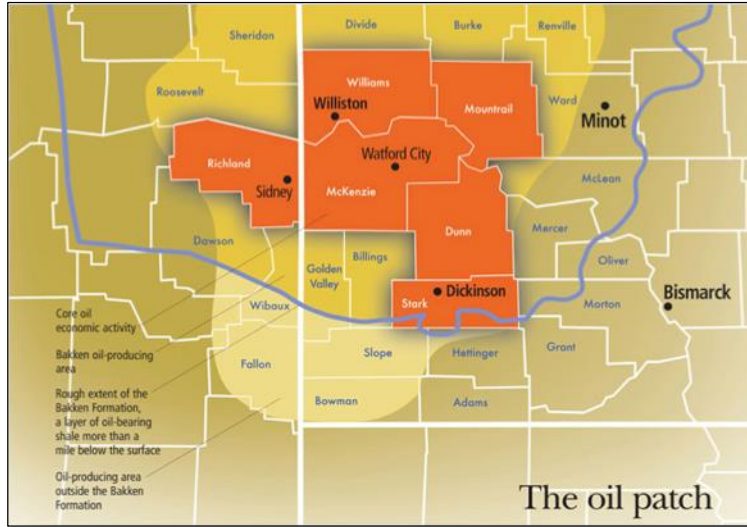 Sheridan
Divide
Burke
Renville
Roosevelt
Williams
Williston
Mountrail
Ward
Minot
Richland
Sidney
Watford City
McKenzie
McLean
Dunn
Mercer
Dawson
Golden
Valley
Billings
Oliver
Wibaux
Stark
Dickinson
Morton
Bismarck
Core oil
economic activity
Bakken oil-producing
area
Rough extent of the
Bakken Formation,
a layer of oil-bearing
shale more than a
mile below the surface
Oil-producing area
outside the Bakken
Formation
Fallon
Slope
Hettinger
Grant
Bowman
Adams
The oil patch